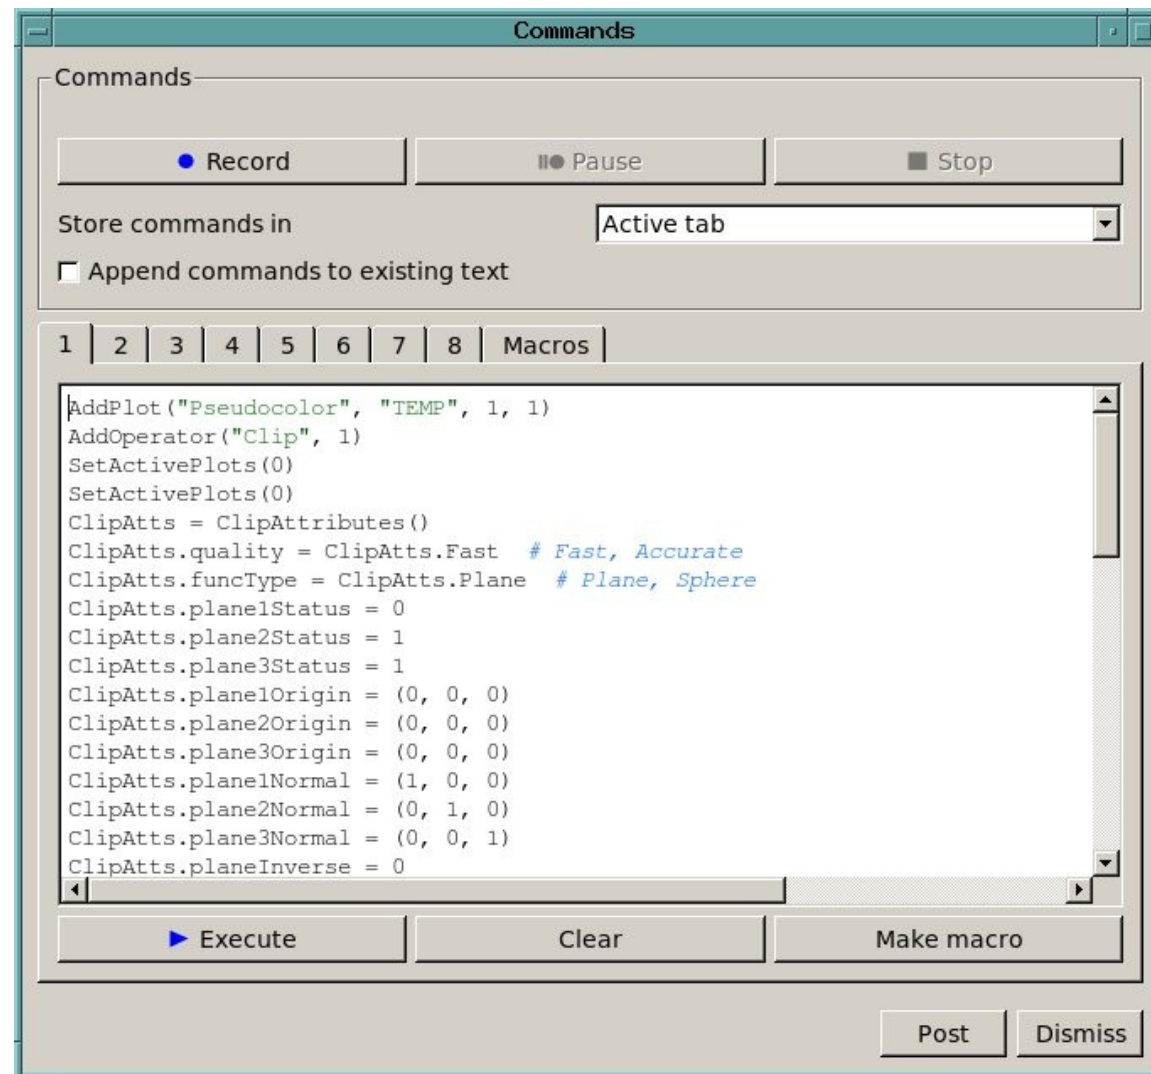 Commands
Commands
Record Pause Stop
Store commands in Active tab
Append commands to existing text
1 2 3 4 5 6 7 8 Macros
AddPlot("Pseudocolor", "TEMP", 1, 1)
AddOperator("Clip", 1)
SetActivePlots(0)
SetActivePlots(0)
ClipAtts = ClipAttributes()
ClipAtts.quality = ClipAtts.Fast  # Fast, Accurate
ClipAtts.funcType = ClipAtts.Plane  # Plane, Sphere
ClipAtts.plane1Status = 0
ClipAtts.plane2Status = 1
ClipAtts.plane3Status = 1
ClipAtts.plane1Origin = (0, 0, 0)
ClipAtts.plane2Origin = (0, 0, 0)
ClipAtts.plane3Origin = (0, 0, 0)
ClipAtts.plane1Normal = (1, 0, 0)
ClipAtts.plane2Normal = (0, 1, 0)
ClipAtts.plane3Normal = (0, 0, 1)
ClipAtts.planeInverse = 0
Execute Clear Make macro
Post Dismiss